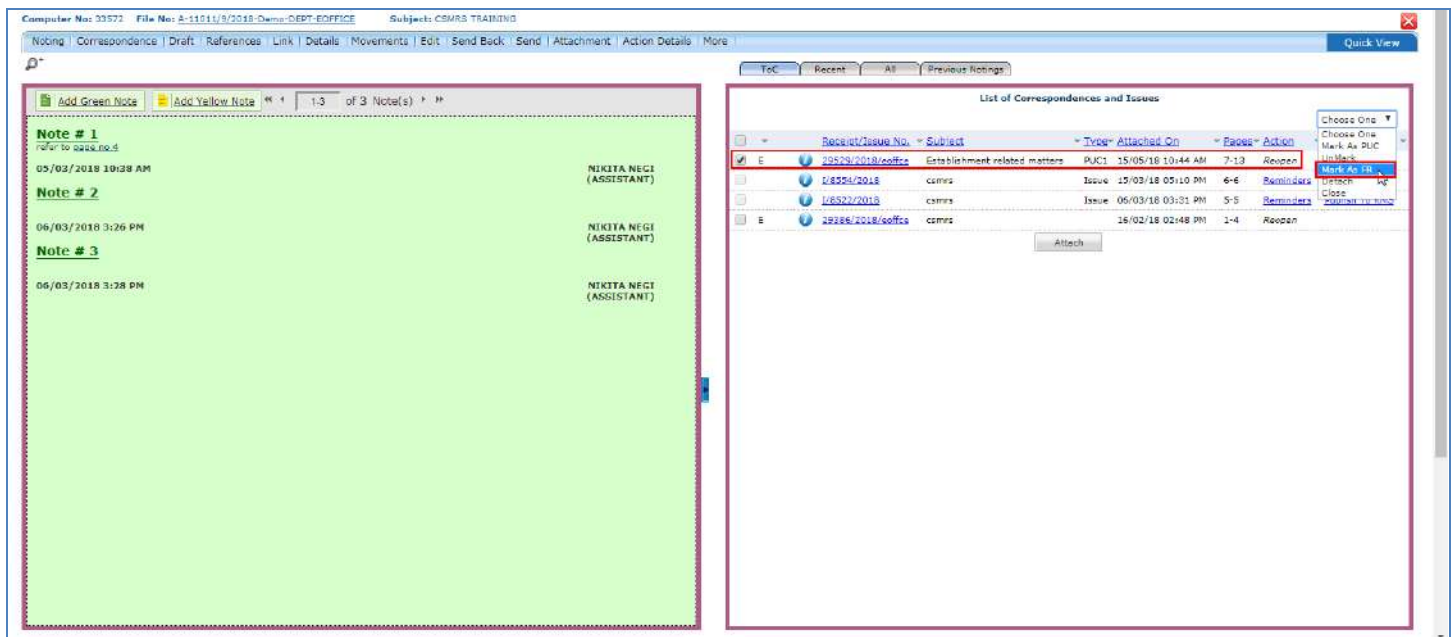 Computer No: 33572 File No: A-11011/9/2018-Demo-DEPT-EOFFICE Subject: CSMRS TRAINING
Noting | Correspondence | Draft | References | Link | Details | Movements | Edit | Send Back | Send | Attachment | Action Details | More
Quick View
ToC Recent All Previous Notings
Add Green Note Add Yellow Note 1-3 of 3 Note(s)
List of Correspondences and Issues
Choose One
Choose One
Mark As PUC
UnMark
Mark As FR
Detach
Close
Receipt/Issue No. Subject Type Attached On Pages Action
E 29529/2018/eoffce Establishment related matters PUC1 15/05/18 10:44 AM 7-13 Reopen
I/8554/2018 csmrs Issue 15/03/18 05:10 PM 6-6 Reminders
I/8522/2018 csmrs Issue 06/03/18 03:31 PM 5-5 Reminders
E 29386/2018/eoffce csmrs 16/02/18 02:48 PM 1-4 Reopen
Attach
Note # 1
refer to page no.4
05/03/2018 10:38 AM NIKITA NEGI
(ASSISTANT)
Note # 2
06/03/2018 3:26 PM NIKITA NEGI
(ASSISTANT)
Note # 3
06/03/2018 3:28 PM NIKITA NEGI
(ASSISTANT)